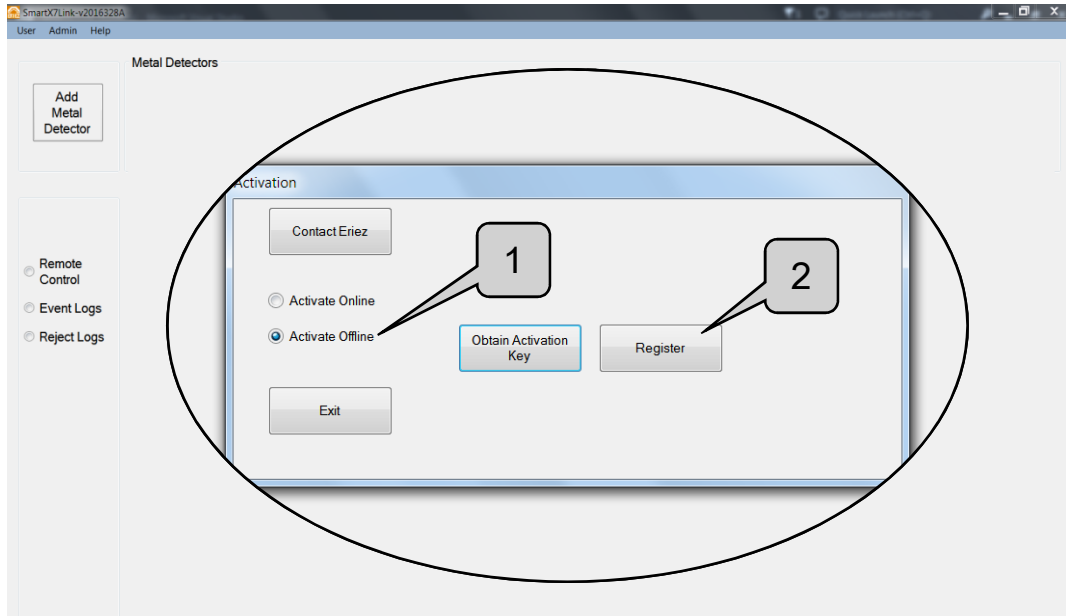 SmartX7Link-v2016328A
User Admin Help
Metal Detectors
Add
Metal
Detector
Remote
Control
Event Logs
Reject Logs
Activation
Contact Eriez
1
2
Activate Online
Activate Offline
Obtain Activation
Key
Register
Exit